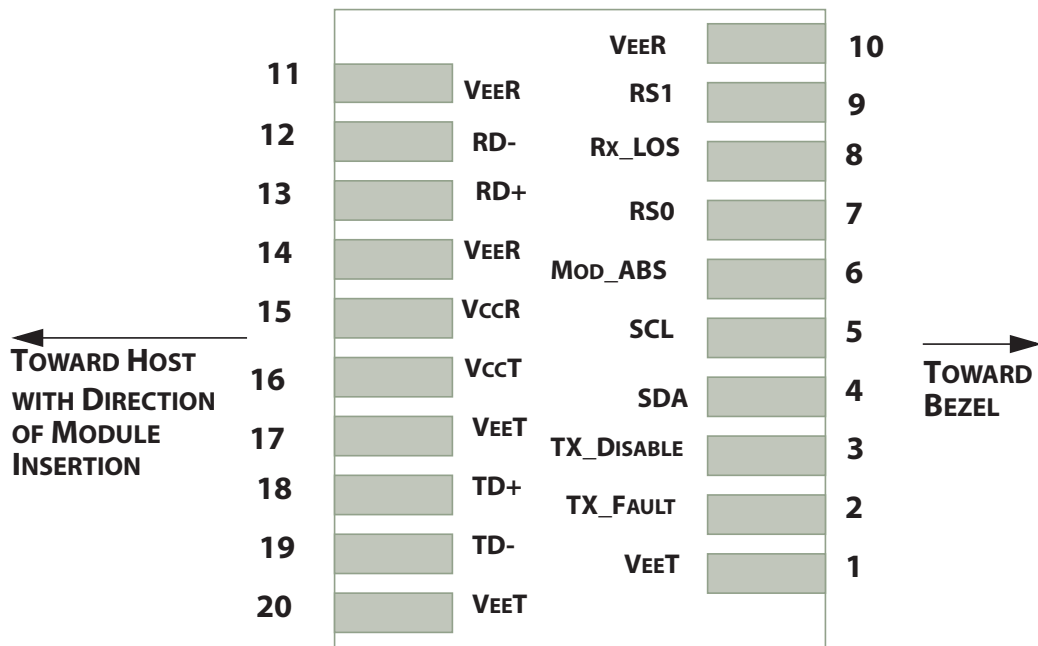 11 VEER
12 RD-
13 RD+
14 VEER
15 VCCR
16 VCCT
17 VEET
18 TD+
19 TD-
20 VEET
VEER 10
RS1 9
RX_LOS 8
RS0 7
MOD_ABS 6
SCL 5
SDA 4
TX_DISABLE 3
TX_FAULT 2
VEET 1
TOWARD HOST
WITH DIRECTION
OF MODULE
INSERTION
TOWARD
BEZEL